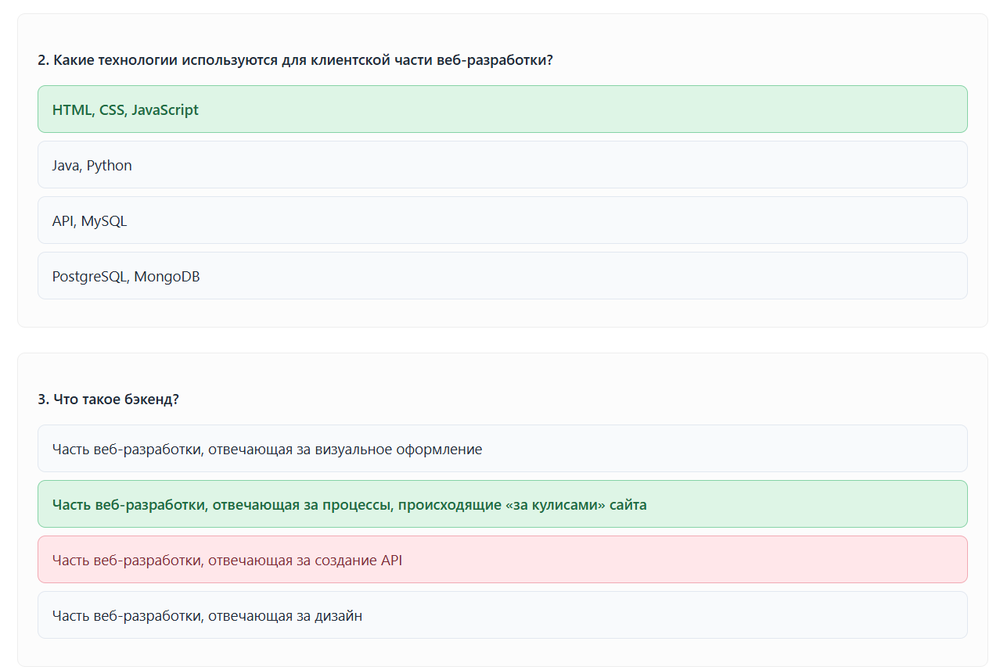 2. Какие технологии используются для клиентской части веб-разработки?
HTML, CSS, JavaScript
Java, Python
API, MySQL
PostgreSQL, MongoDB
3. Что такое бэкенд?
Часть веб-разработки, отвечающая за визуальное оформление
Часть веб-разработки, отвечающая за процессы, происходящие «за кулисами» сайта
Часть веб-разработки, отвечающая за создание API
Часть веб-разработки, отвечающая за дизайн